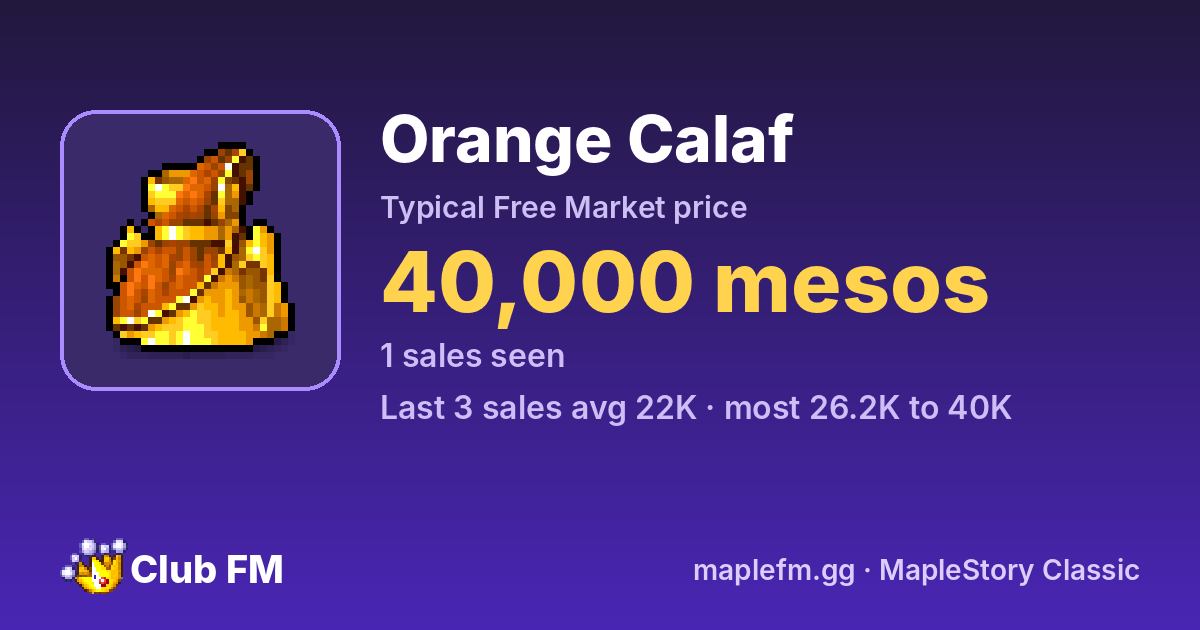 Orange Calaf
Typical Free Market price
40,000 mesos
1 sales seen
Last 3 sales avg 22K · most 26.2K to 40K
Club FM
maplefm.gg · MapleStory Classic